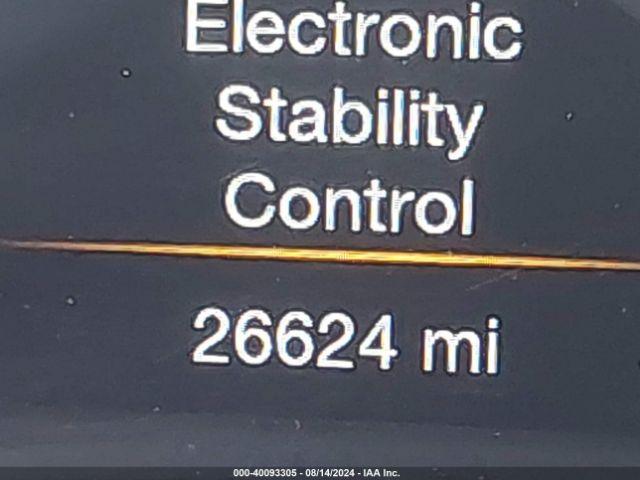 Electronic
Stability
Control
26624 mi
000-40093305 - 08/14/2024 - IAA Inc.